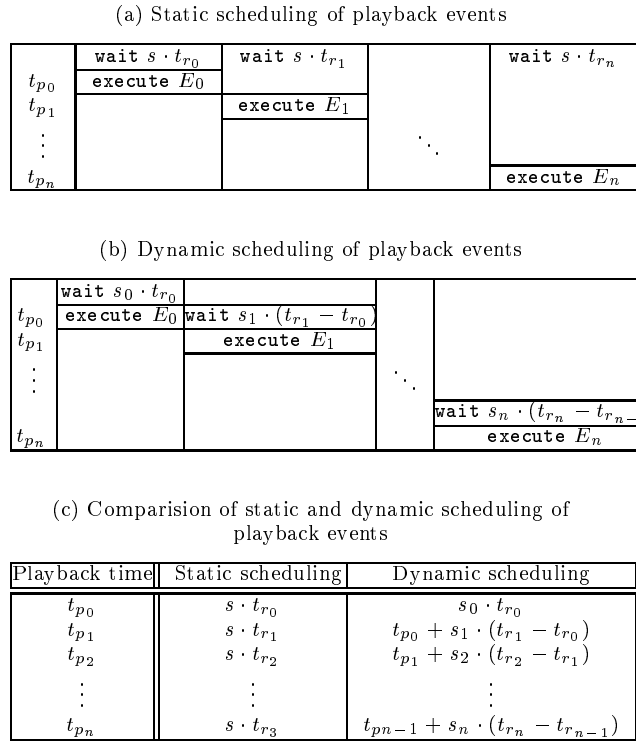 (a) Static scheduling of playback events
wait s · t_{r_0} wait s · t_{r_1} wait s · t_{r_n}
t_{p_0} execute E_0
t_{p_1} execute E_1
⋮ ⋱
t_{p_n} execute E_n
(b) Dynamic scheduling of playback events
wait s_0 · t_{r_0}
t_{p_0} execute E_0 wait s_1 · (t_{r_1} − t_{r_0})
t_{p_1} execute E_1
⋮ ⋱
wait s_n · (t_{r_n} − t_{r_{n−
t_{p_n} execute E_n
(c) Comparision of static and dynamic scheduling of
playback events
Playback time Static scheduling Dynamic scheduling
t_{p_0} s · t_{r_0} s_0 · t_{r_0}
t_{p_1} s · t_{r_1} t_{p_0} + s_1 · (t_{r_1} − t_{r_0})
t_{p_2} s · t_{r_2} t_{p_1} + s_2 · (t_{r_2} − t_{r_1})
⋮ ⋮ ⋮
t_{p_n} s · t_{r_3} t_{pn−1} + s_n · (t_{r_n} − t_{r_{n−1}})